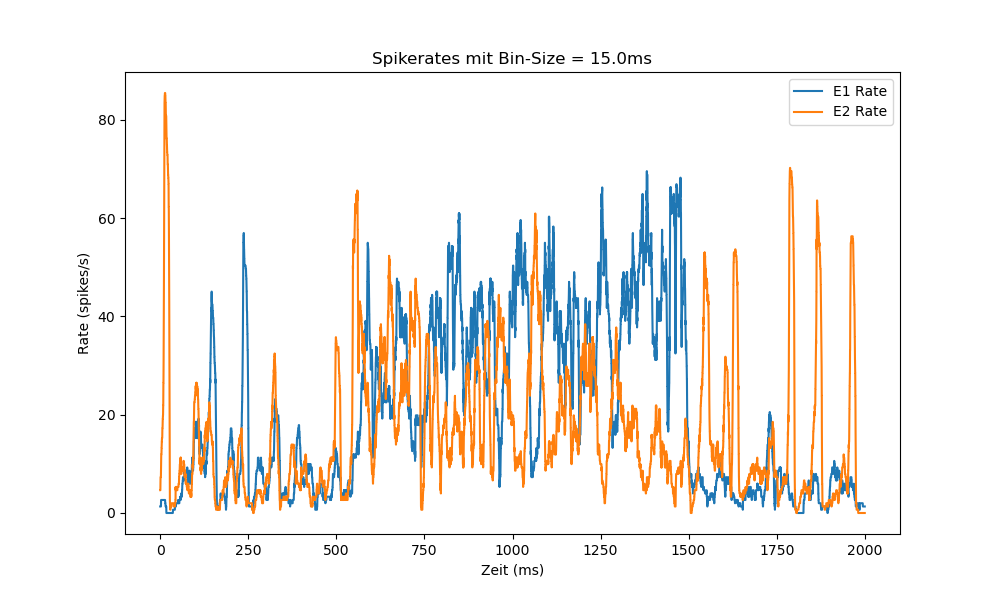 Spikerates mit Bin-Size = 15.0ms
E1 Rate
E2 Rate
Rate (spikes/s)
80
60
40
20
0
0 250 500 750 1000 1250 1500 1750 2000
Zeit (ms)